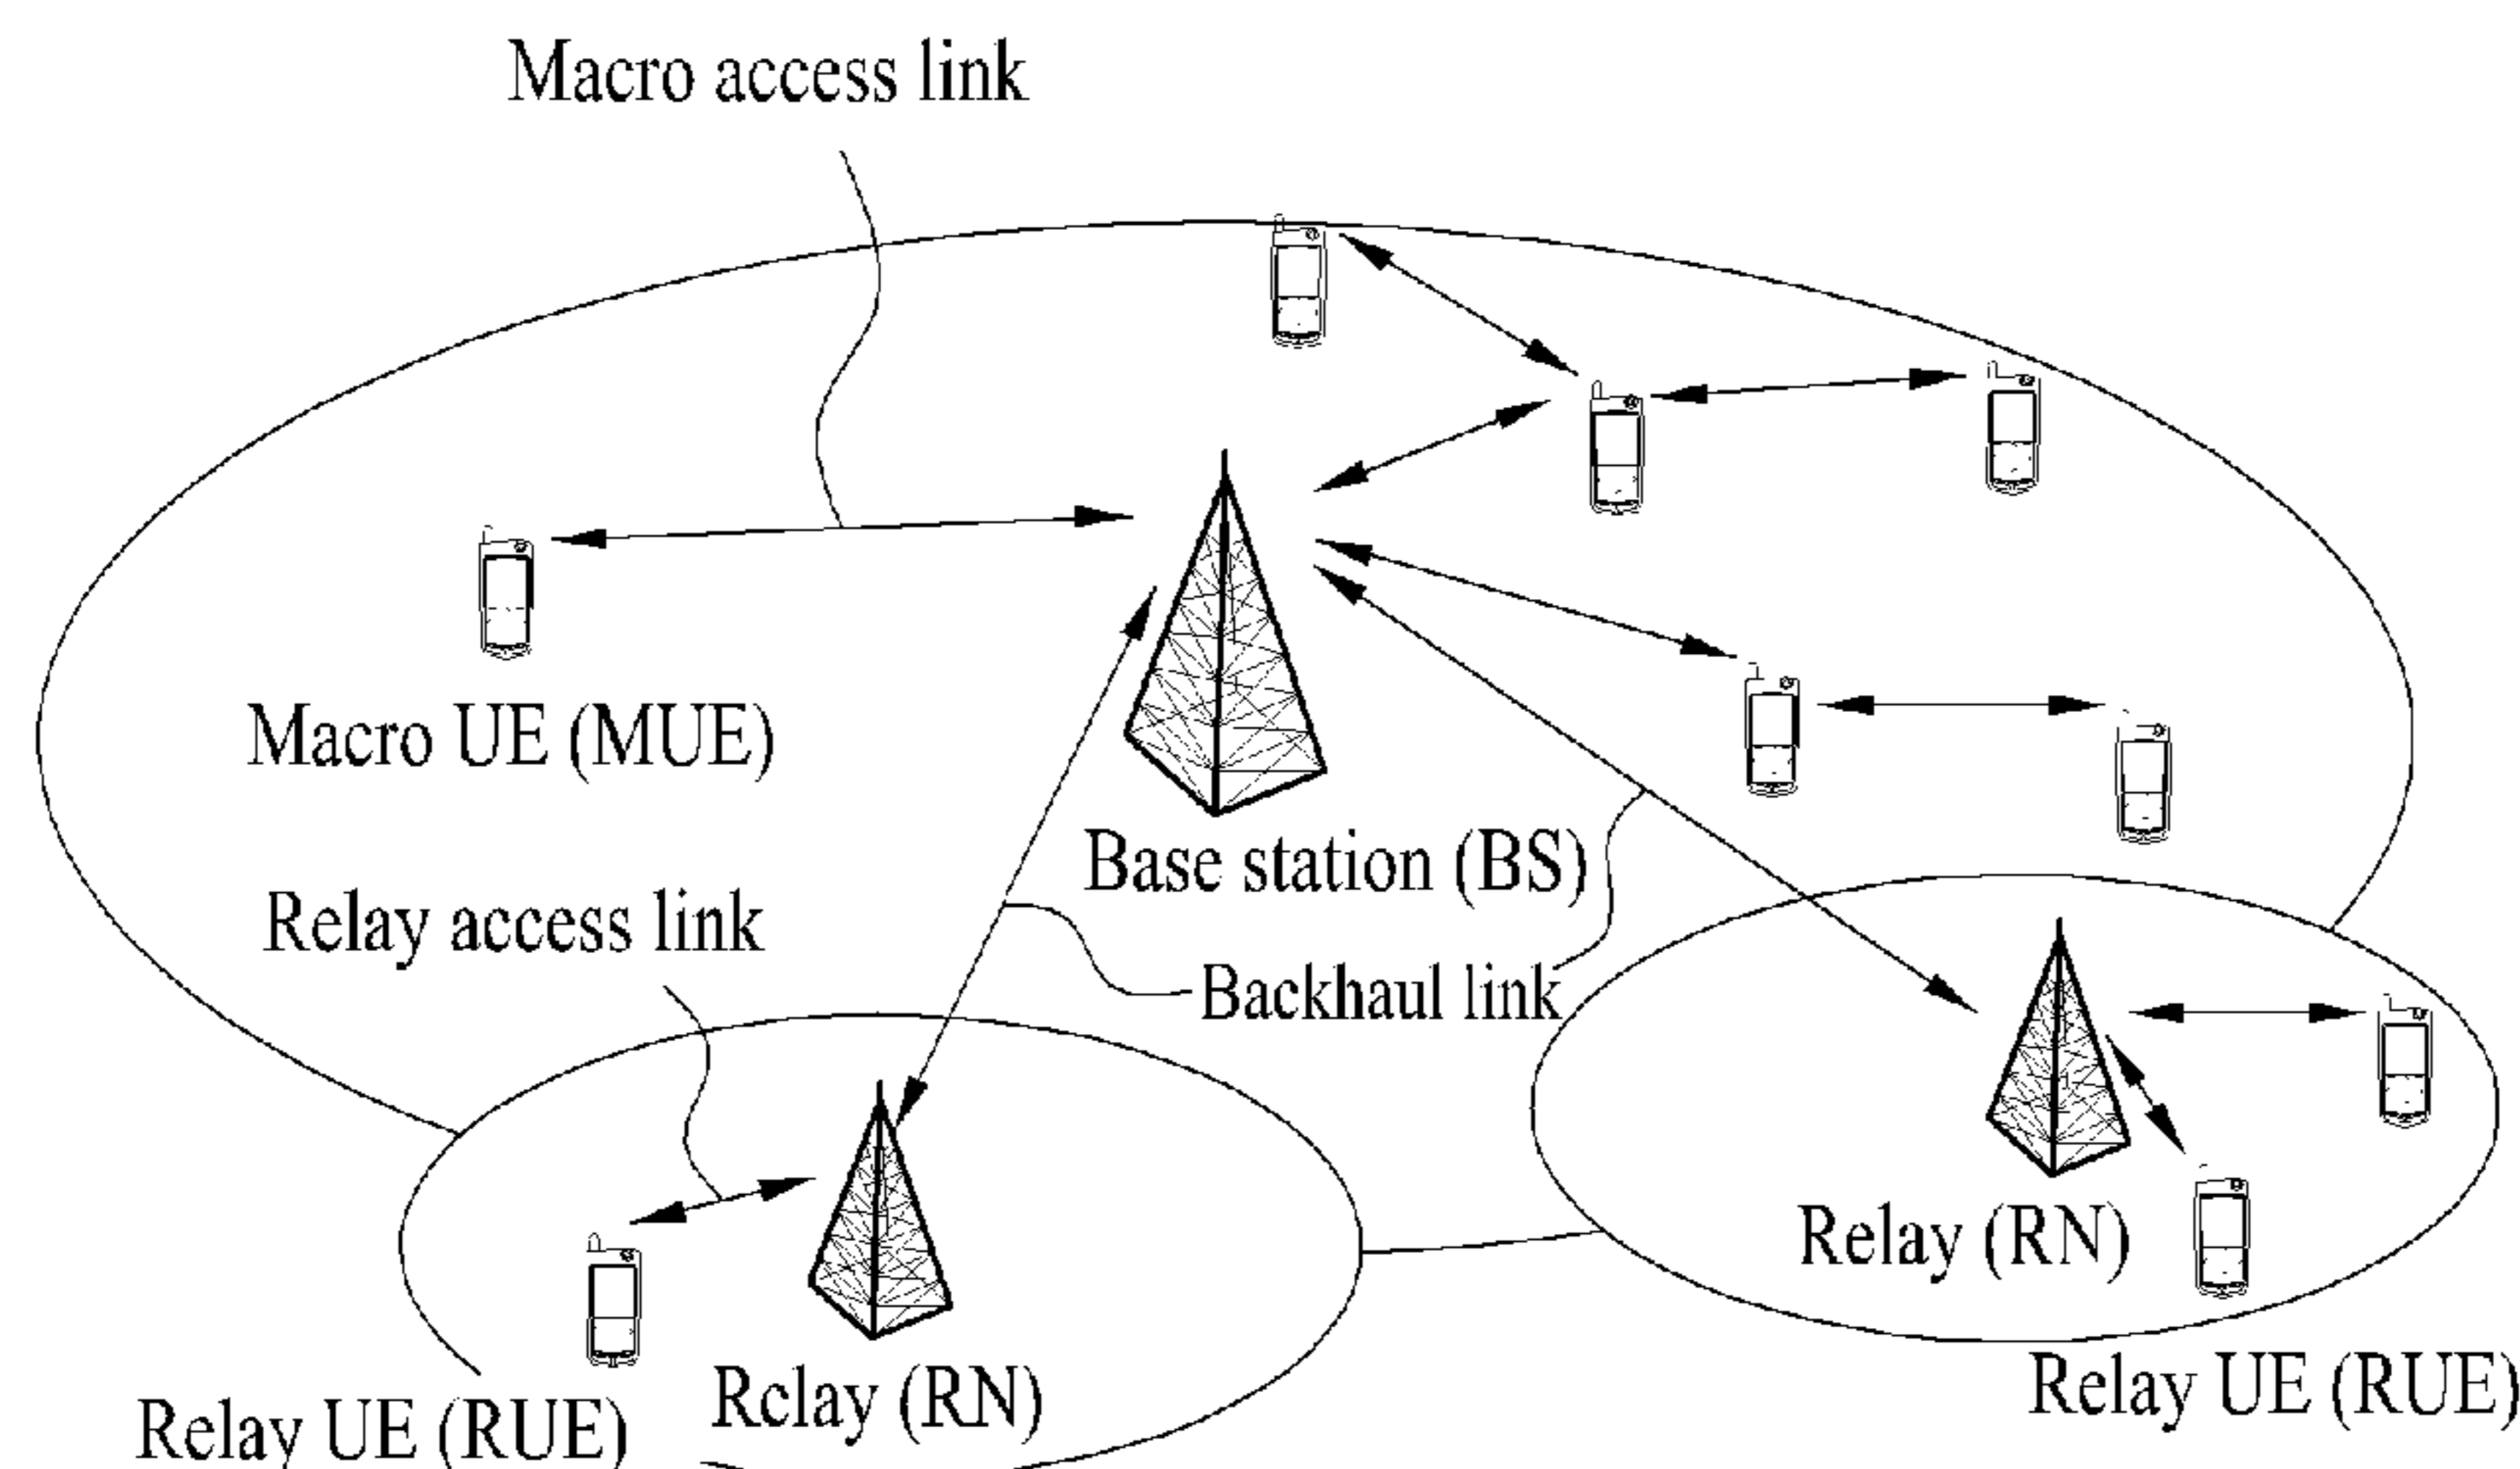 Macro access link
Macro UE (MUE)
Base station (BS)
Relay access link
Backhaul link
Relay (RN)
Relay UE (RUE)
Rclay (RN)
Relay UE (RUE)